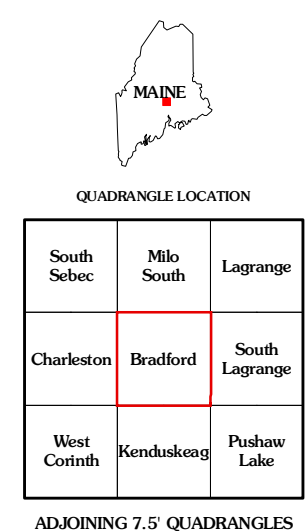 MAINE
QUADRANGLE LOCATION
South
Sebec
Milo
South
Lagrange
Charleston
Bradford
South
Lagrange
West
Corinth
Kenduskeag
Pushaw
Lake
ADJOINING 7.5' QUADRANGLES